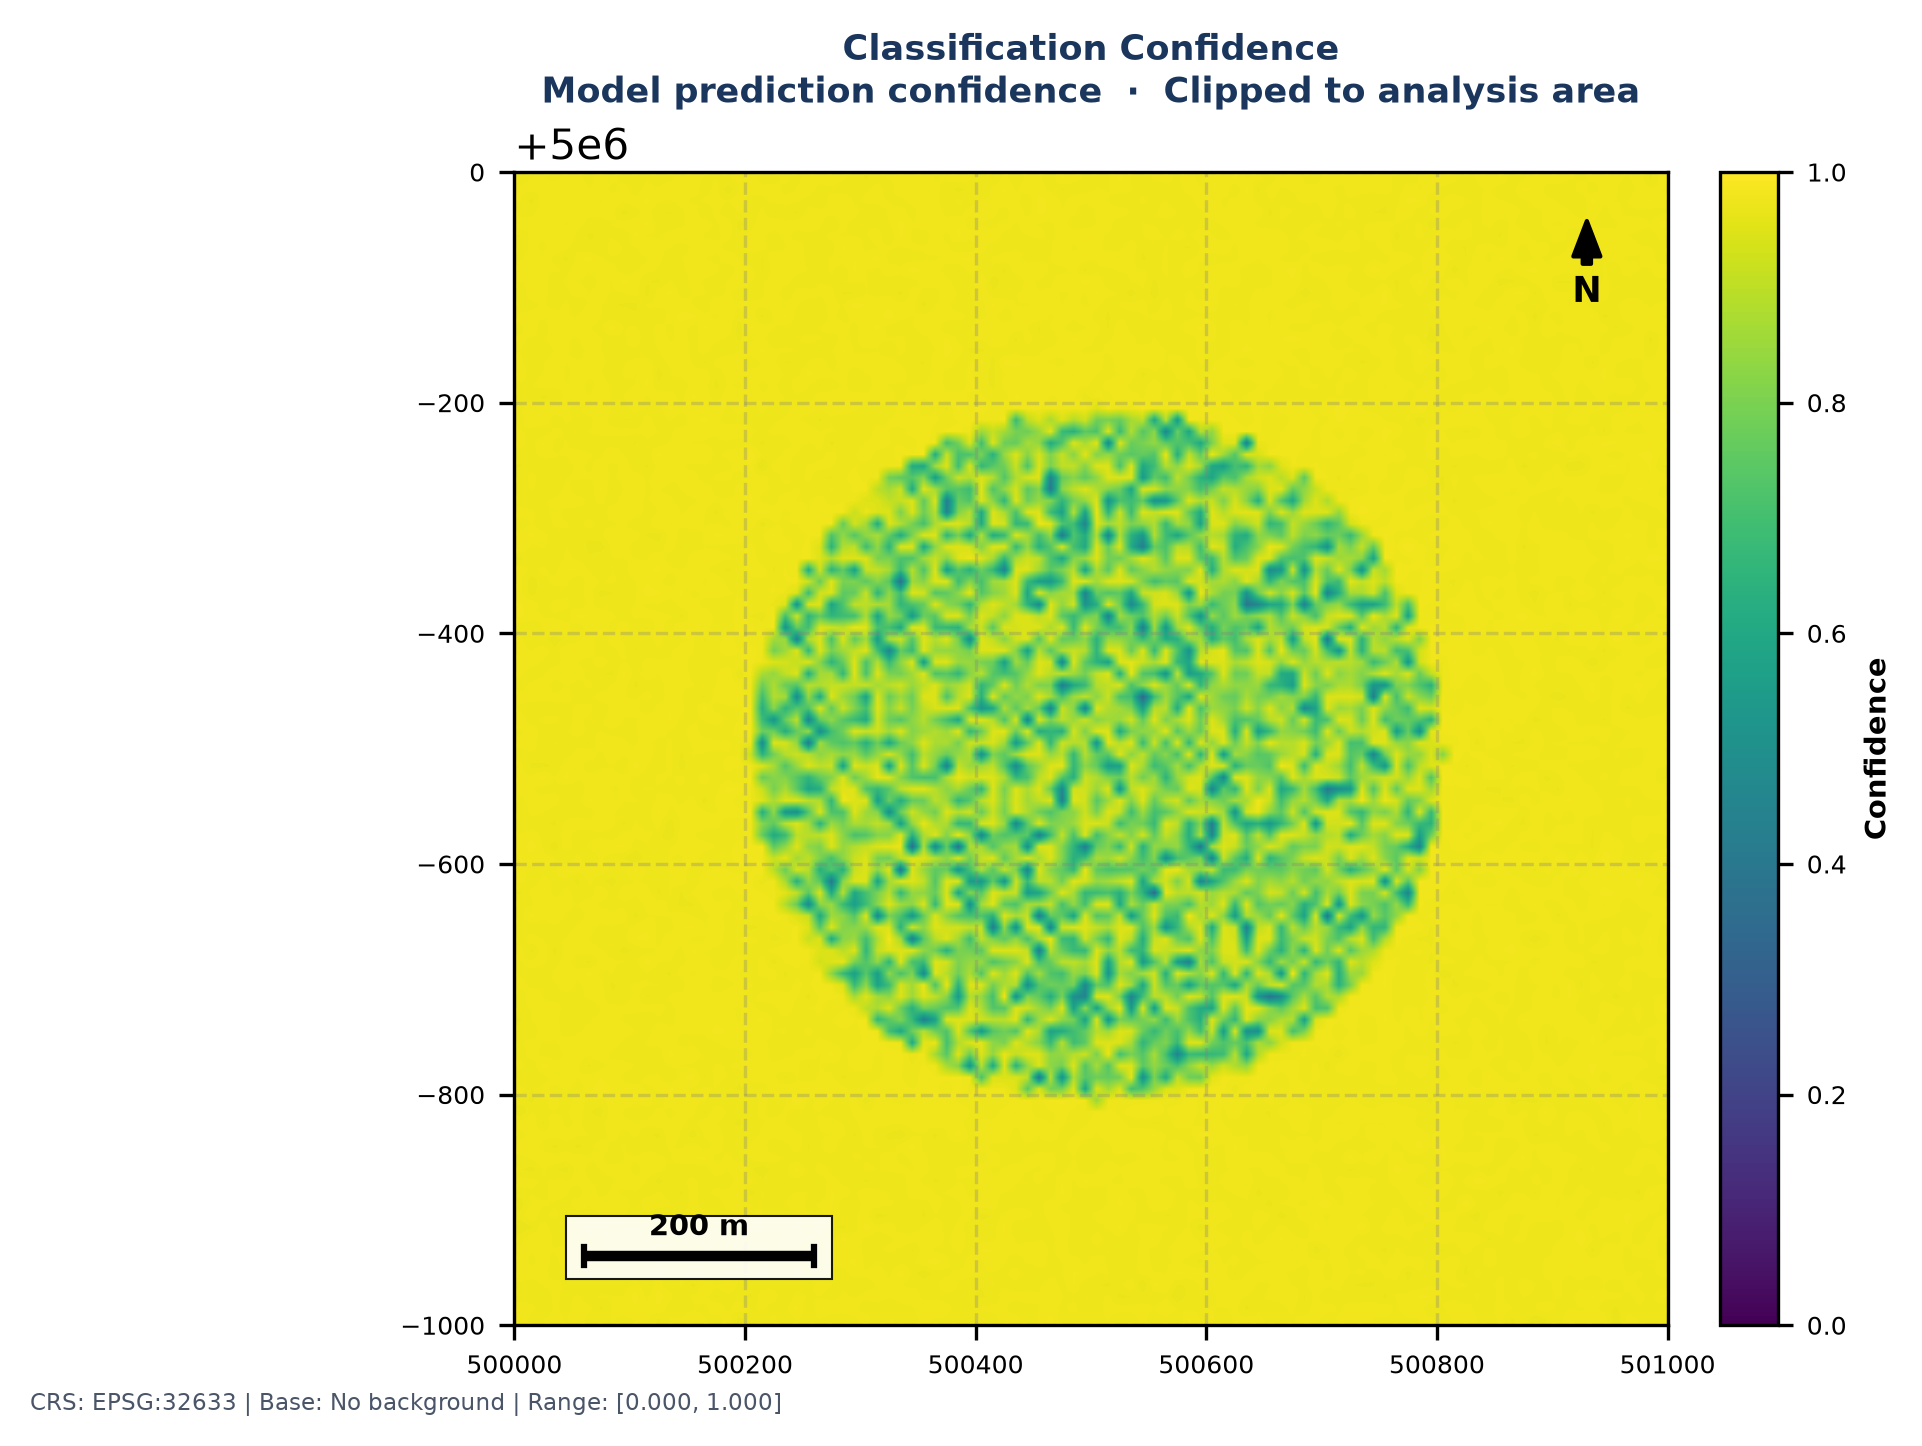 Classification Confidence
Model prediction confidence · Clipped to analysis area
+5e6
0
−200
−400
−600
−800
−1000
500000
500200
500400
500600
500800
501000
N
200 m
1.0
0.8
0.6
0.4
0.2
0.0
Confidence
CRS: EPSG:32633 | Base: No background | Range: [0.000, 1.000]